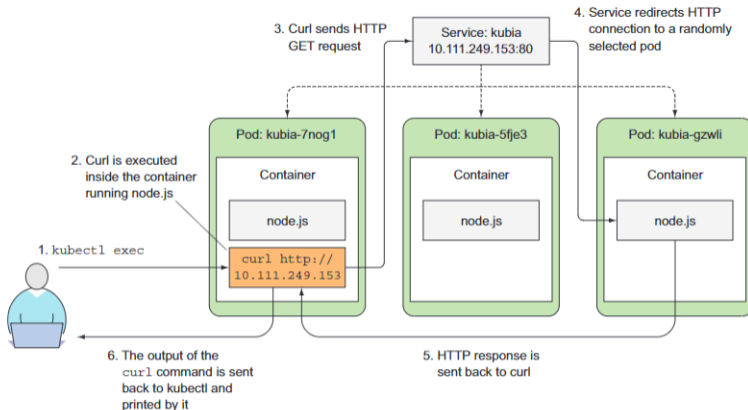 3. Curl sends HTTP
GET request
Service: kubia
10.111.249.153:80
4. Service redirects HTTP
connection to a randomly
selected pod
Pod: kubia-7nog1
Pod: kubia-5fje3
Pod: kubia-gzwli
2. Curl is executed
inside the container
running node.js
Container
Container
Container
node.js
node.js
node.js
1. kubectl exec
curl http://
10.111.249.153
6. The output of the
curl command is sent
back to kubectl and
printed by it
5. HTTP response is
sent back to curl